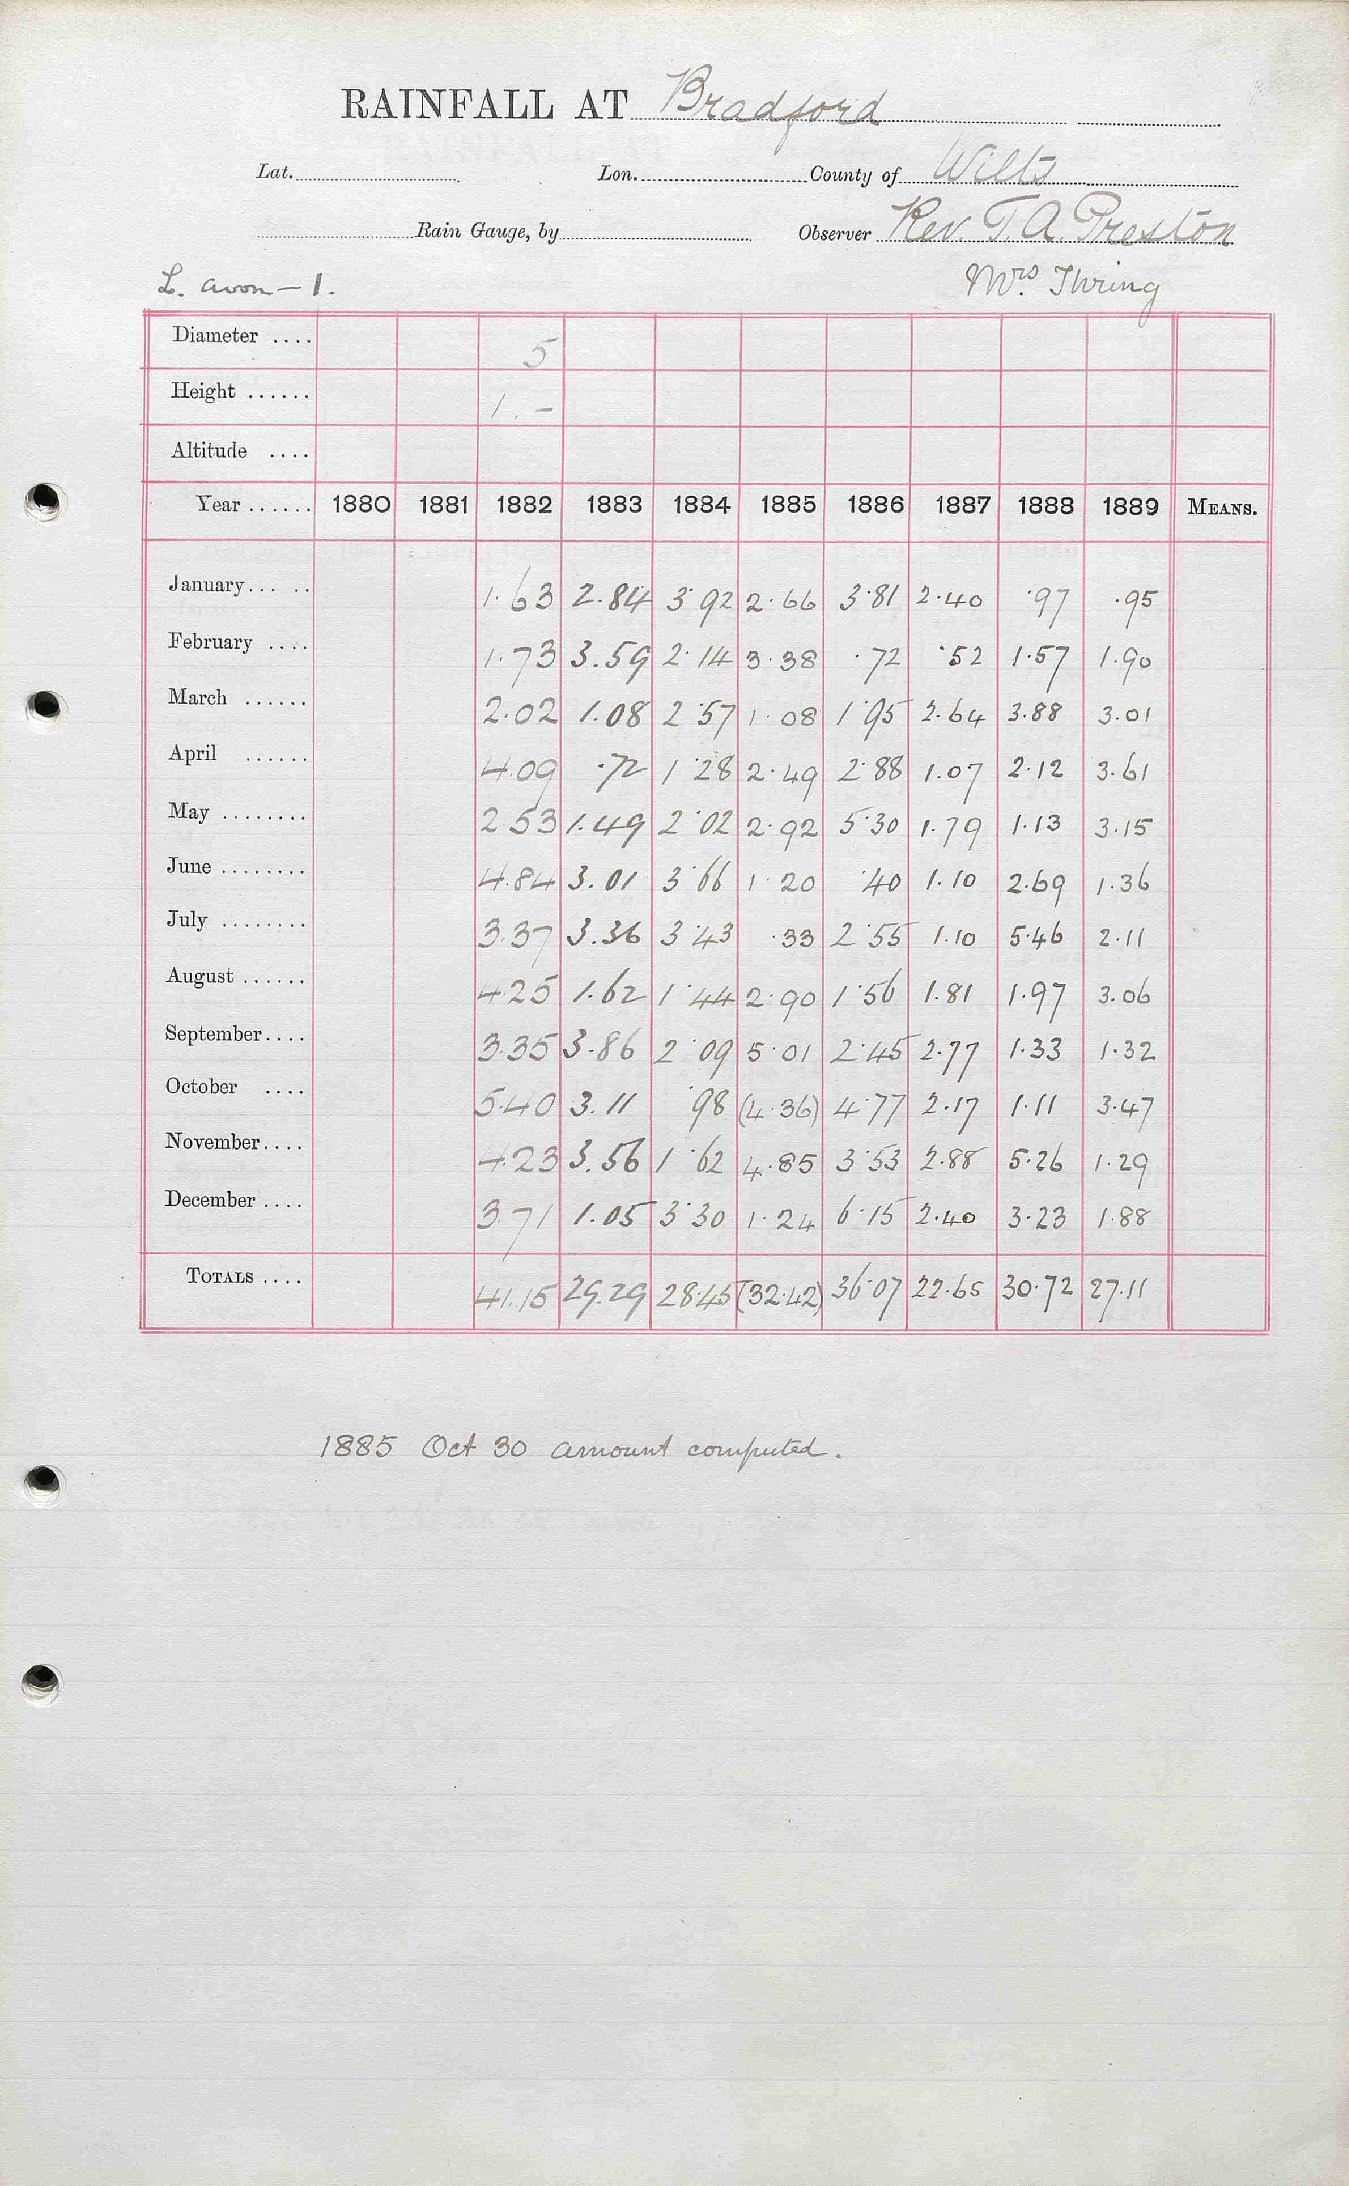 RAINFALL AT Bradford
Lat. Lon. County of Wilts
Rain Gauge, by Observer Rev. T. A. Preston
L. Avon – 1. Mrs Thring
Diameter .... 5
Height ...... 1. –
Altitude ....
Year ...... 1880 1881 1882 1883 1884 1885 1886 1887 1888 1889 MEANS.
January... .. 1.63 2.84 3.92 2.66 3.81 2.40 .97 .95
February .... 1.73 3.59 2.14 3.38 .72 .52 1.57 1.90
March ...... 2.02 1.08 2.57 1.08 1.95 2.64 3.88 3.01
April ...... 4.09 .72 1.28 2.49 2.88 1.07 2.12 3.61
May ........ 2.53 1.49 2.02 2.92 5.30 1.79 1.13 3.15
June ........ 4.84 3.01 3.66 1.20 .40 1.10 2.69 1.36
July ........ 3.37 3.36 3.43 .33 2.55 1.10 5.46 2.11
August ...... 4.25 1.62 1.44 2.90 1.56 1.81 1.97 3.06
September.... 3.35 3.86 2.09 5.01 2.45 2.77 1.33 1.32
October .... 5.40 3.11 .98 (4.36) 4.77 2.17 1.11 3.47
November.... 4.23 3.56 1.62 4.85 3.53 2.88 5.26 1.29
December .... 3.71 1.05 3.30 1.24 6.15 2.40 3.23 1.88
TOTALS .... 41.15 29.29 28.45 (32.42) 36.07 22.65 30.72 27.11
1885 Oct 30 amount computed.